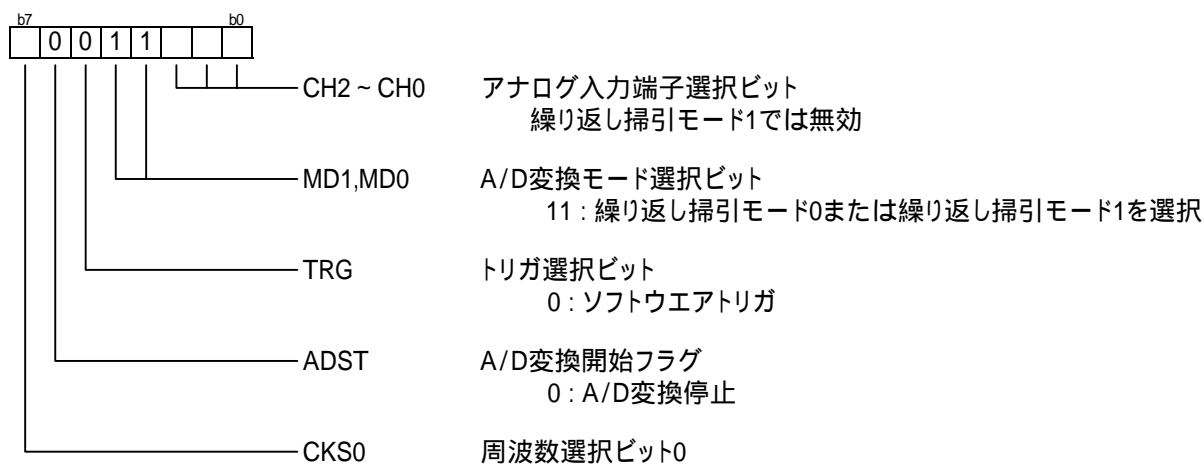 b7 b0
0 0 1 1
CH2 ~ CH0 アナログ入力端子選択ビット
繰り返し掃引モード1では無効
MD1,MD0 A/D変換モード選択ビット
11 : 繰り返し掃引モード0または繰り返し掃引モード1を選択
TRG トリガ選択ビット
0 : ソフトウエアトリガ
ADST A/D変換開始フラグ
0 : A/D変換停止
CKS0 周波数選択ビット0